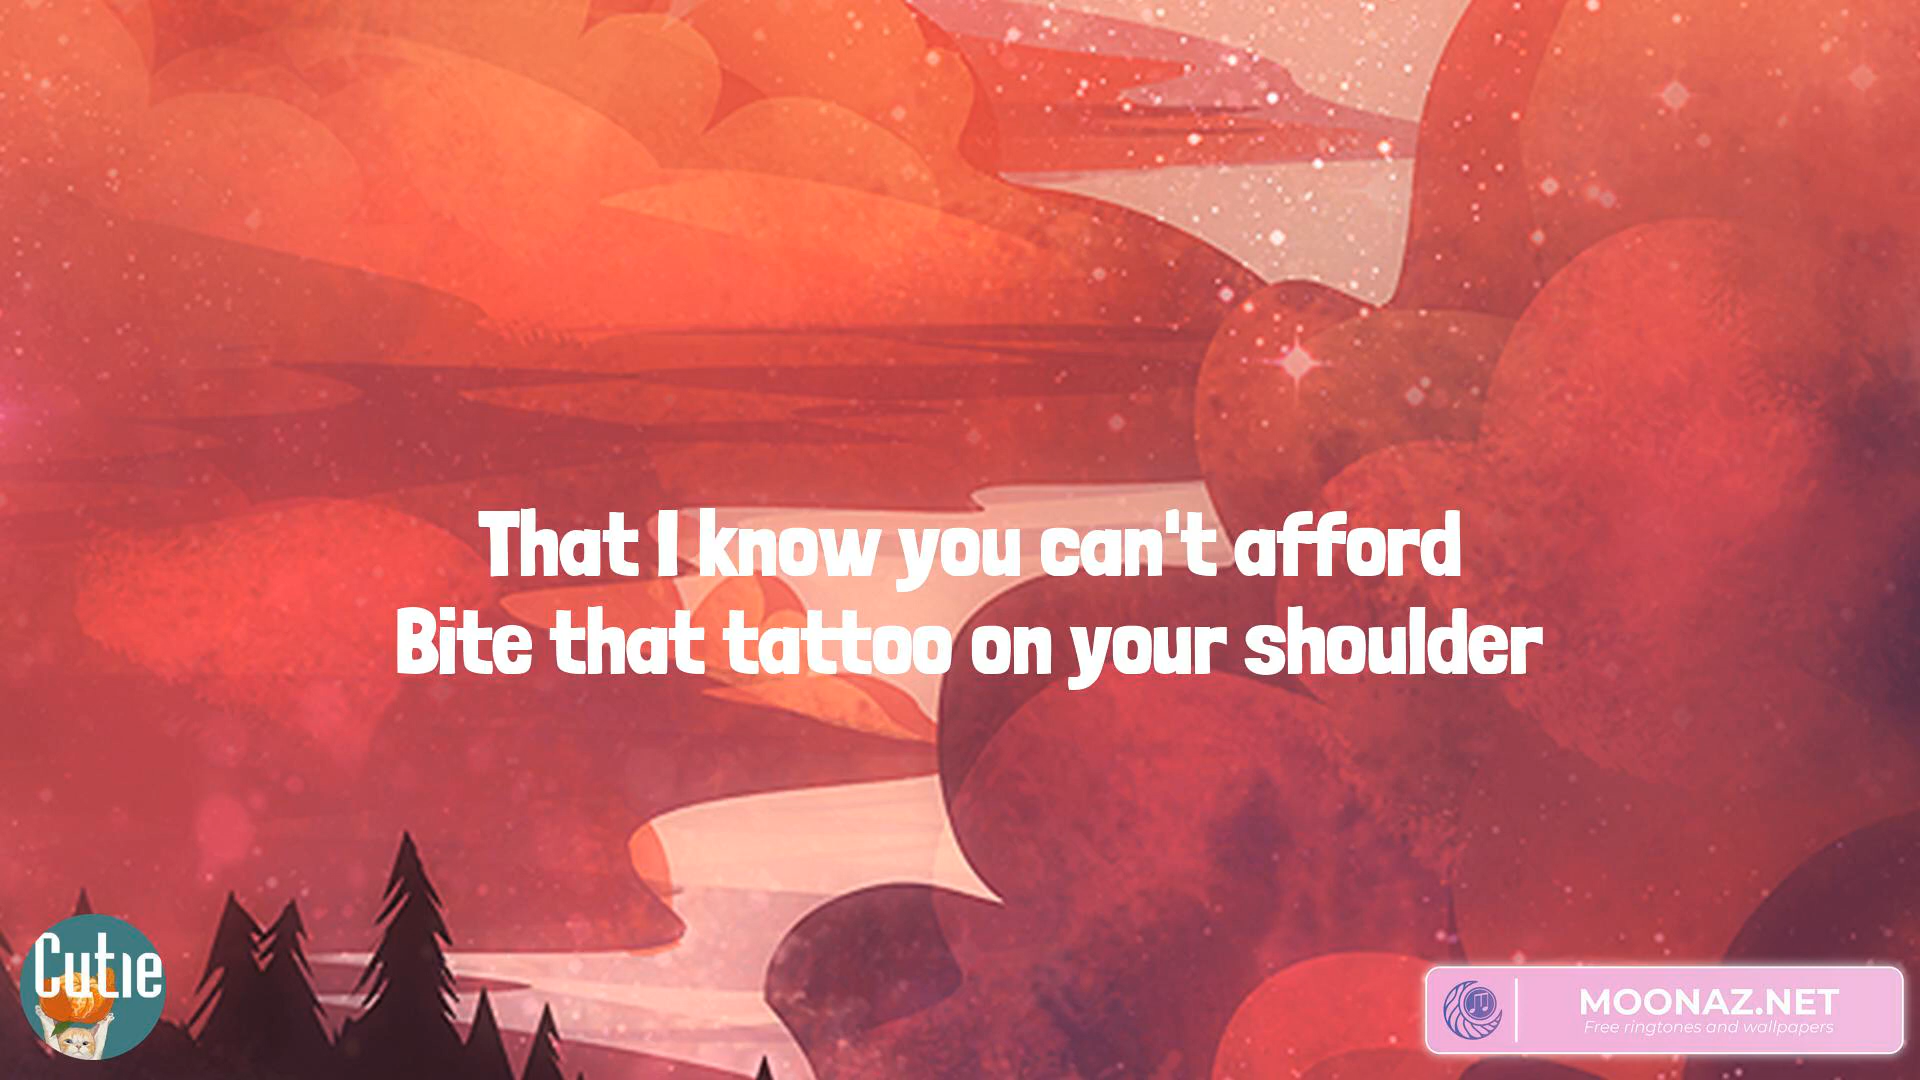 That I know you can't afford
Bite that tattoo on your shoulder
Cutie
MOONAZ.NET
Free ringtones and wallpapers